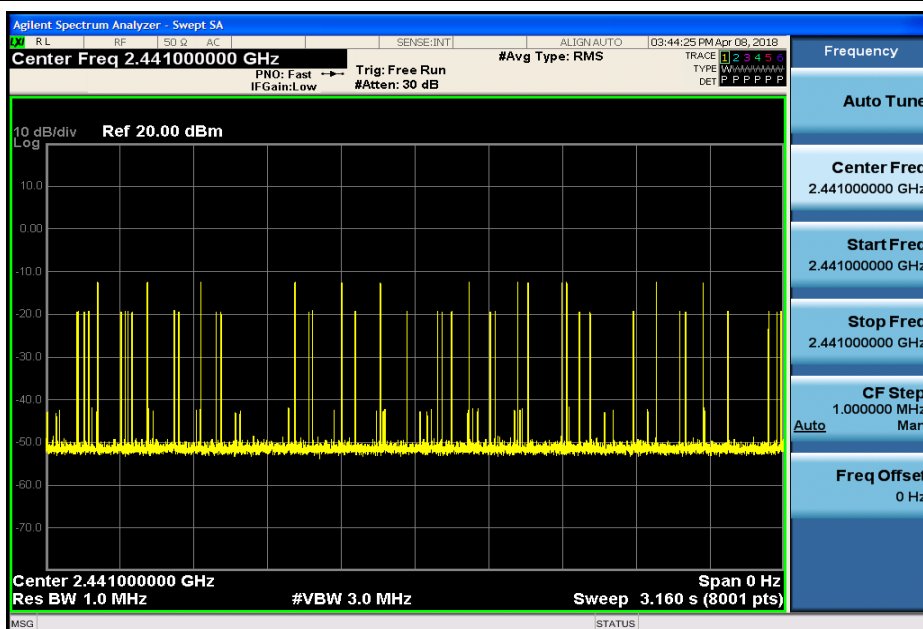 Agilent Spectrum Analyzer - Swept SA
LXI RL RF 50 Ω AC SENSE:INT ALIGN AUTO 03:44:25 PM Apr 08, 2018
Center Freq 2.441000000 GHz
#Avg Type: RMS
TRACE 1 2 3 4 5 6
PNO: Fast
Trig: Free Run
TYPE WWWWWW
IFGain:Low
#Atten: 30 dB
DET P P P P P P
10 dB/div Ref 20.00 dBm
Log
10.0
0.00
-10.0
-20.0
-30.0
-40.0
-50.0
-60.0
-70.0
Center 2.441000000 GHz Span 0 Hz
Res BW 1.0 MHz #VBW 3.0 MHz Sweep 3.160 s (8001 pts)
MSG STATUS
Frequency
Auto Tune
Center Freq
2.441000000 GHz
Start Freq
2.441000000 GHz
Stop Freq
2.441000000 GHz
CF Step
1.000000 MHz
Auto Man
Freq Offset
0 Hz